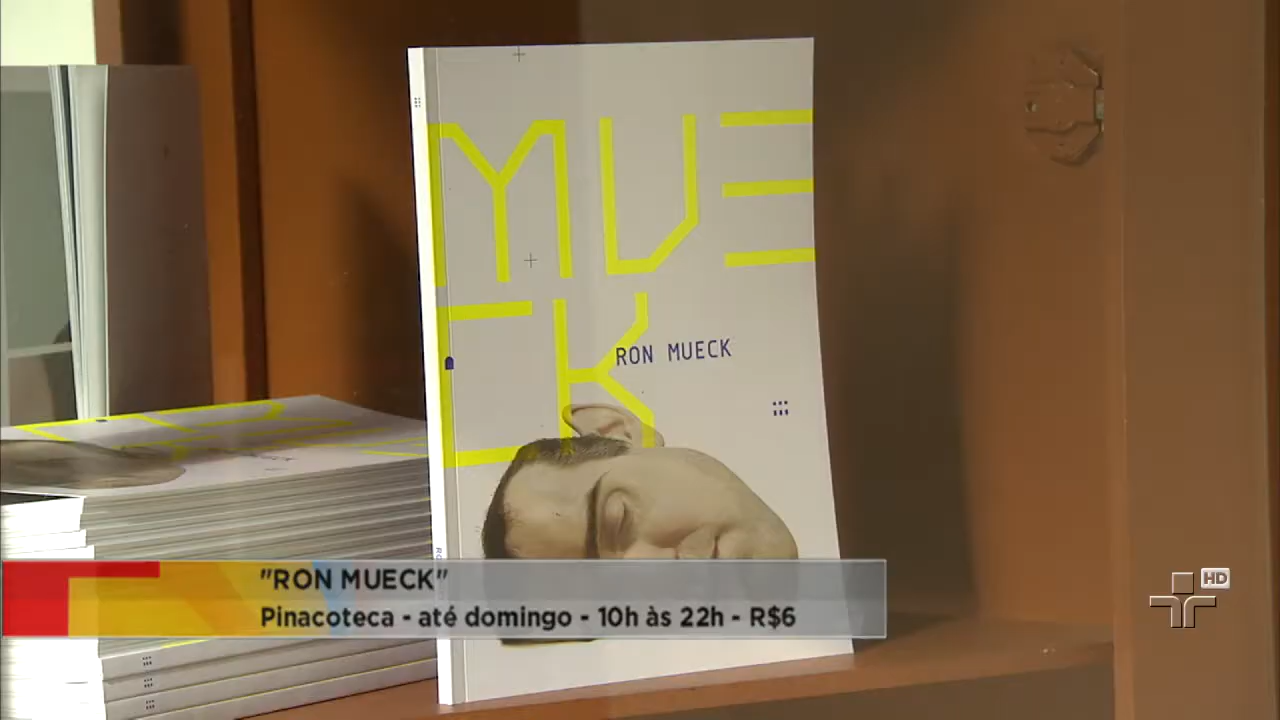 MUE
CK
RON MUECK
"RON MUECK"
Pinacoteca - até domingo - 10h às 22h - R$6
HD